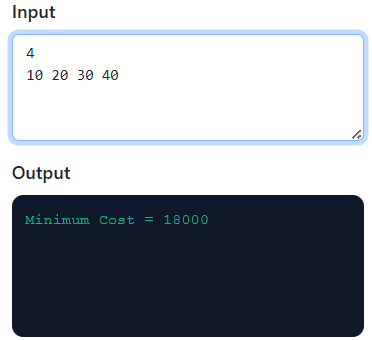 Input
4
10 20 30 40
Output
Minimum Cost = 18000